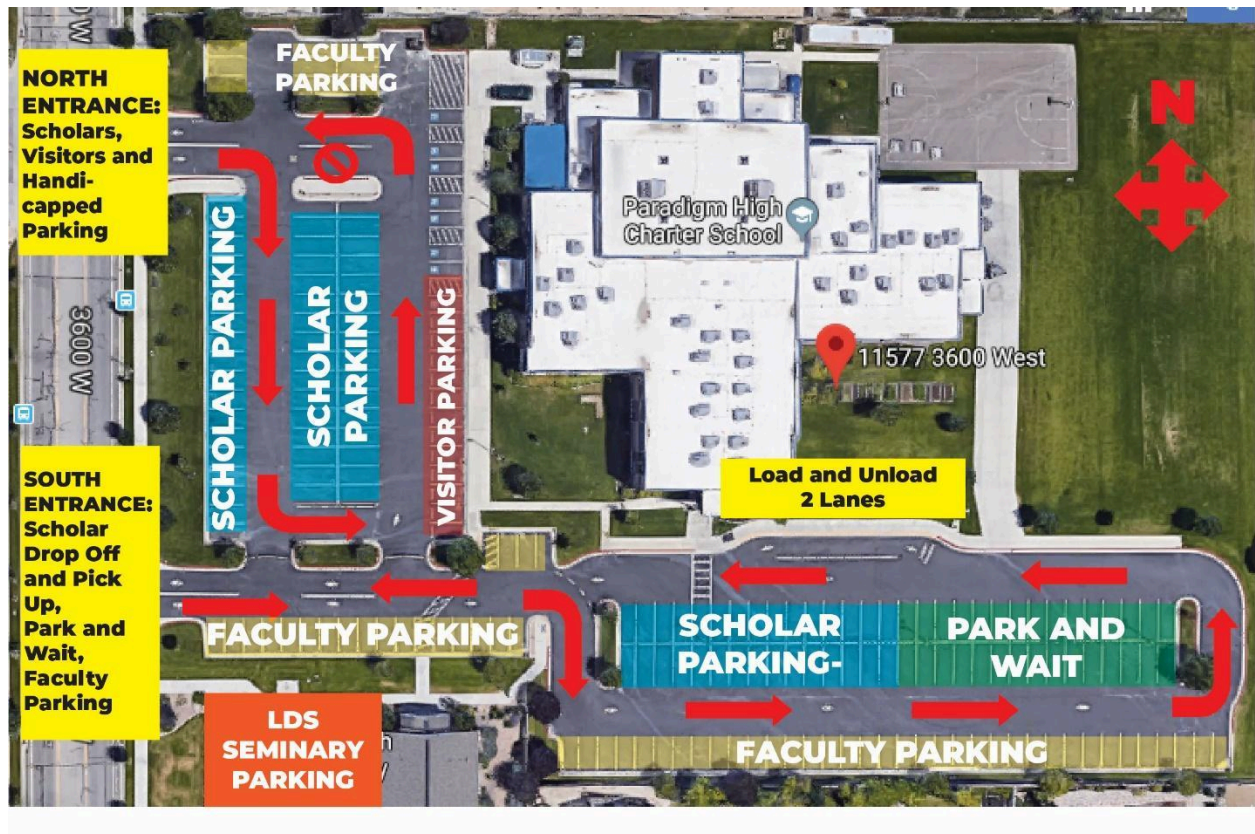 0 W
FACULTY
PARKING
NORTH
ENTRANCE:
Scholars,
Visitors and
Handi-
capped
Parking
N
Paradigm High
Charter School
SCHOLAR PARKING
SCHOLAR
PARKING
VISITOR PARKING
3600 W
11577 3600 West
SOUTH
ENTRANCE:
Scholar
Drop Off
and Pick
Up,
Park and
Wait,
Faculty
Parking
Load and Unload
2 Lanes
FACULTY PARKING
SCHOLAR
PARKING-
PARK AND
WAIT
LDS
SEMINARY
PARKING
FACULTY PARKING